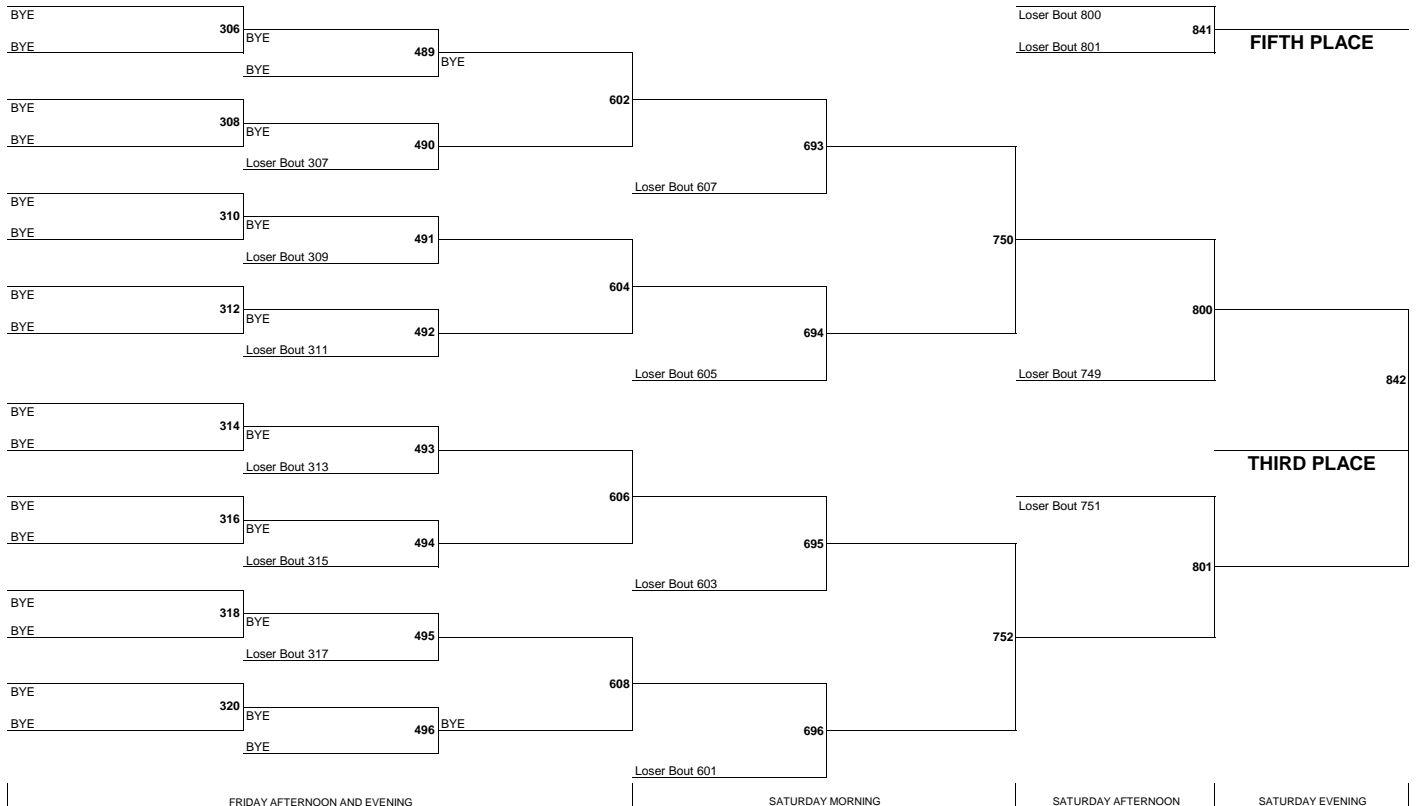 BYE
306
BYE
BYE
BYE
489
BYE
BYE
308
BYE
BYE
Loser Bout 307
490
602
Loser Bout 607
693
BYE
310
BYE
BYE
Loser Bout 309
491
BYE
312
BYE
BYE
Loser Bout 311
492
604
Loser Bout 605
694
750
Loser Bout 749
800
BYE
314
BYE
BYE
Loser Bout 313
493
BYE
316
BYE
BYE
Loser Bout 315
494
606
Loser Bout 603
695
BYE
318
BYE
BYE
Loser Bout 317
495
BYE
320
BYE
BYE
BYE
496
BYE
608
Loser Bout 601
696
752
Loser Bout 751
801
842
THIRD PLACE
Loser Bout 800
841
Loser Bout 801
FIFTH PLACE
FRIDAY AFTERNOON AND EVENING
SATURDAY MORNING
SATURDAY AFTERNOON
SATURDAY EVENING